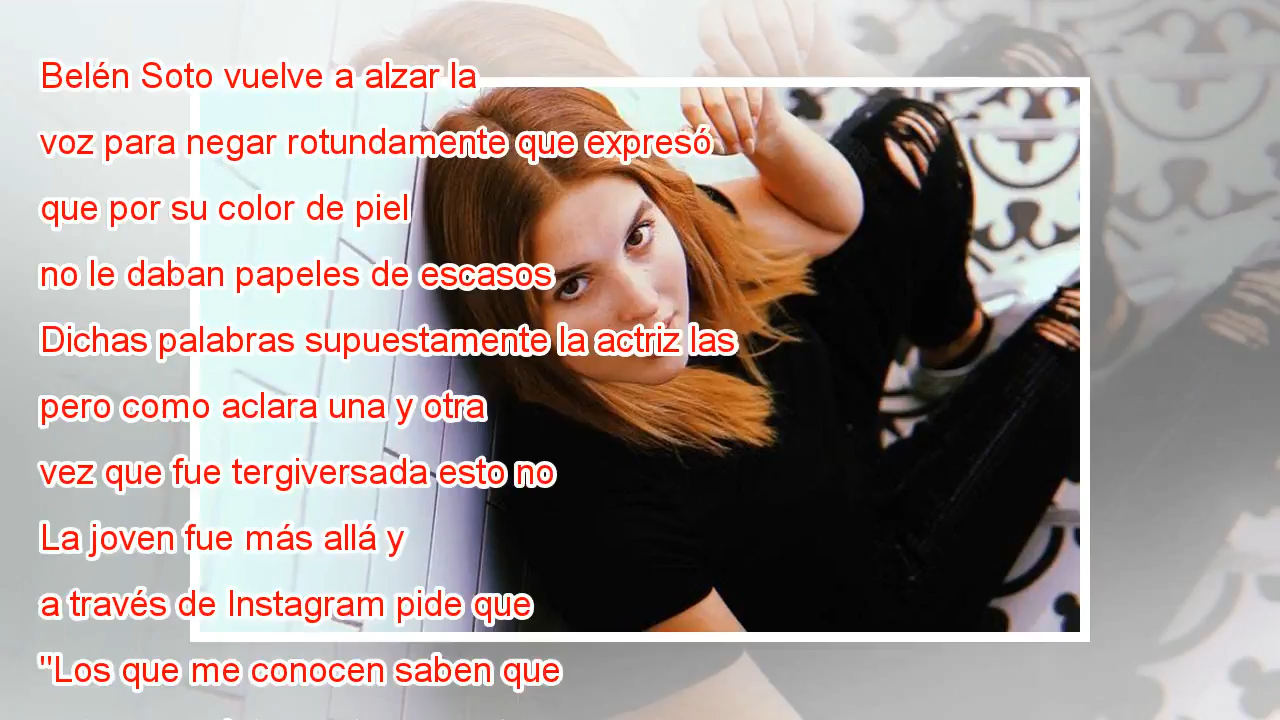 Belén Soto vuelve a alzar la
voz para negar rotundamente que expresó
que por su color de piel
no le daban papeles de escasos
Dichas palabras supuestamente la actriz las
pero como aclara una y otra
vez que fue tergiversada esto no
La joven fue más allá y
a través de Instagram pide que
"Los que me conocen saben que